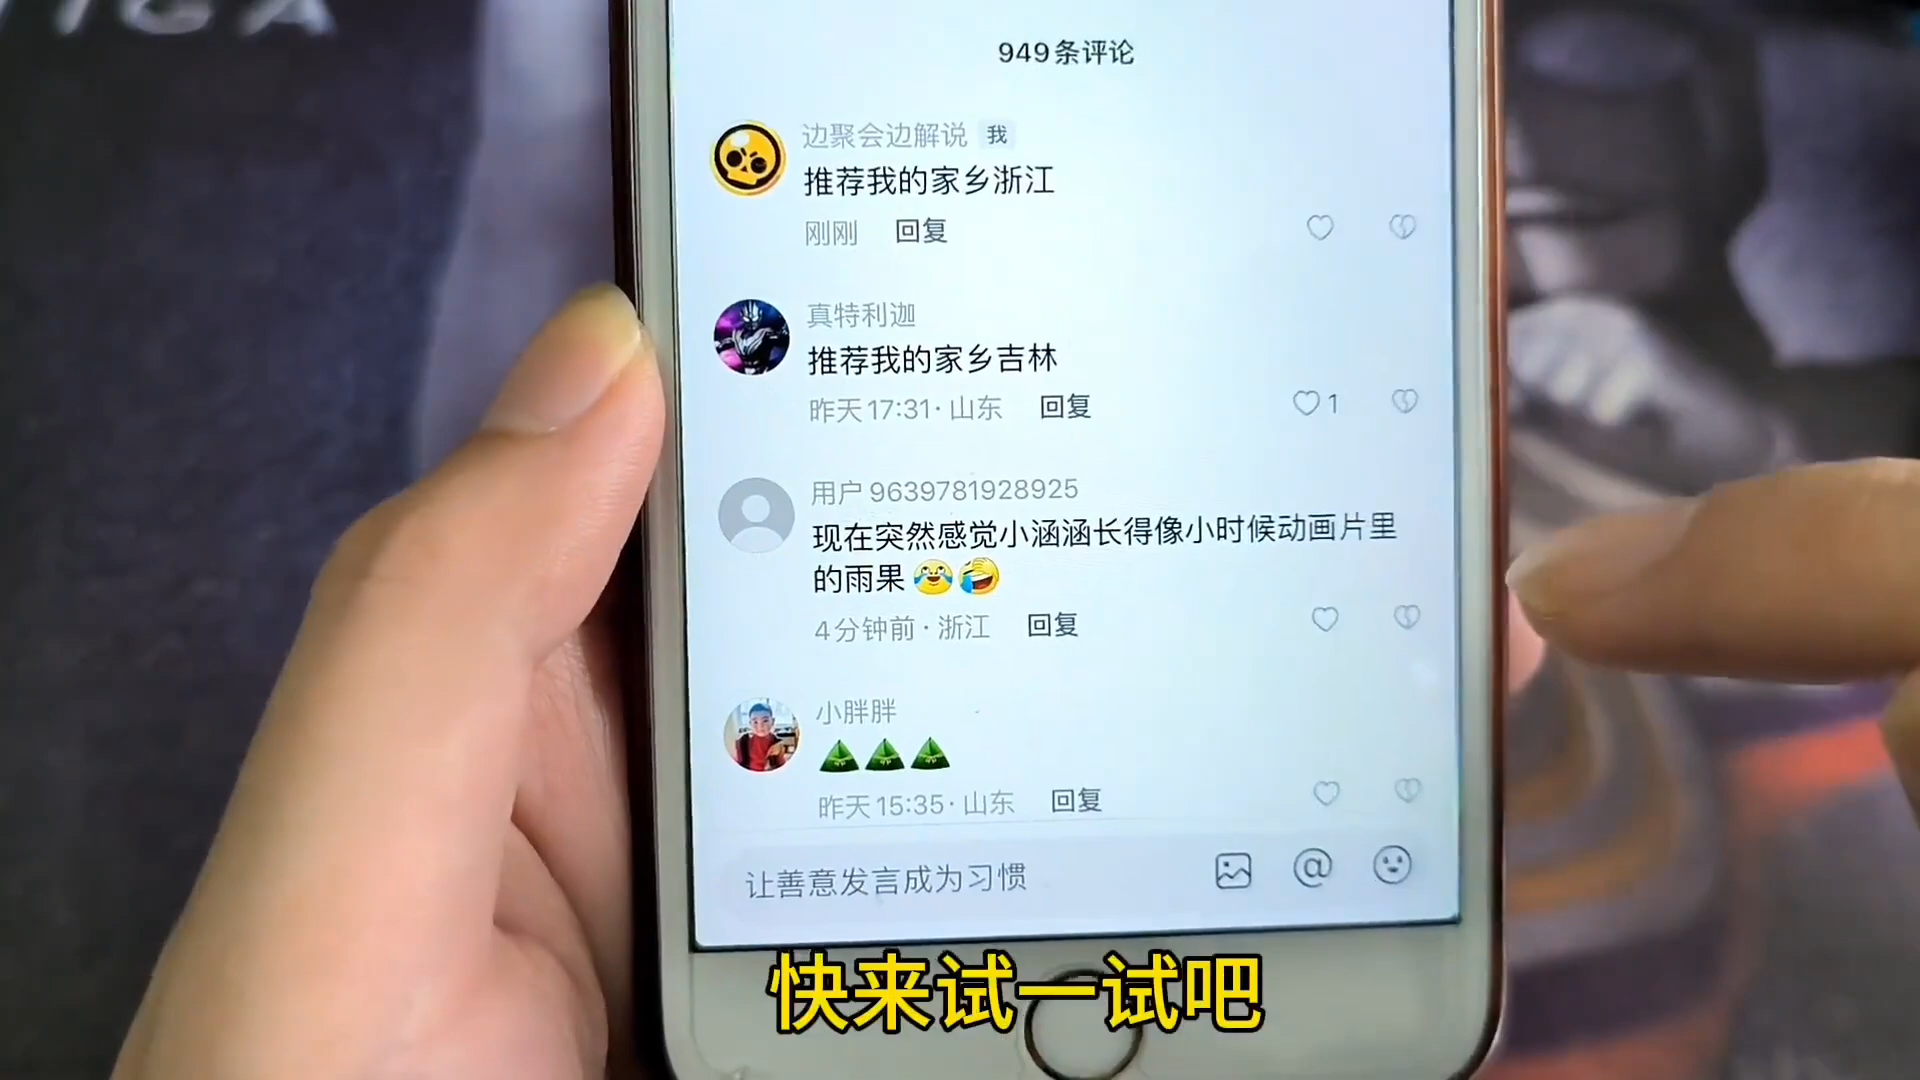 TIGA
949条评论
边聚会边解说 我
推荐我的家乡浙江
刚刚 回复
真特利迦
推荐我的家乡吉林
昨天17:31·山东 回复
1
用户9639781928925
现在突然感觉小涵涵长得像小时候动画片里
的雨果
4分钟前·浙江 回复
小胖胖
昨天15:35·山东 回复
让善意发言成为习惯
快来试一试吧